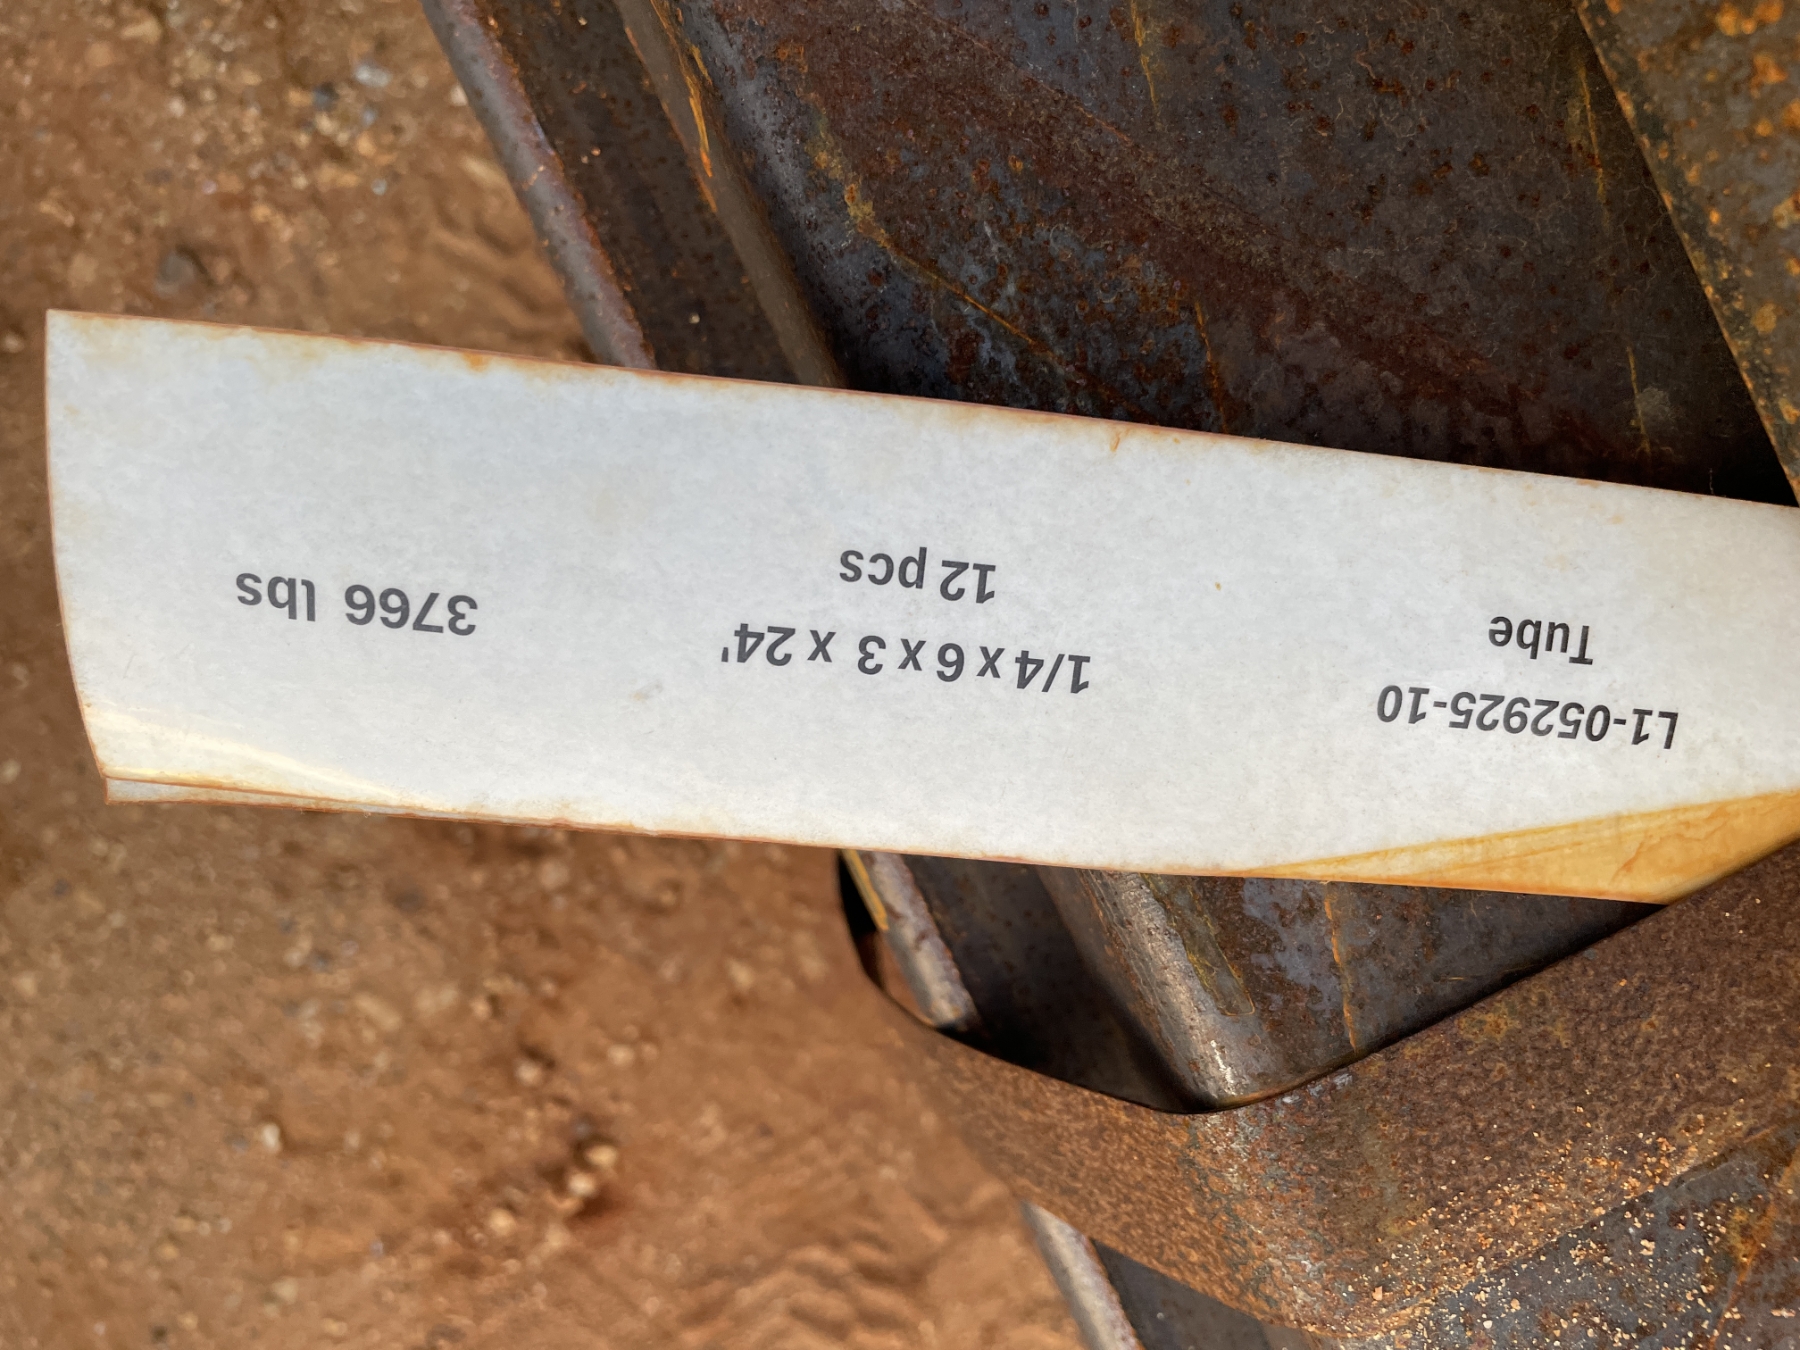 L1-052925-10
Tube
1/4 x 6 x 3 x 24'
12 pcs
3766 lbs